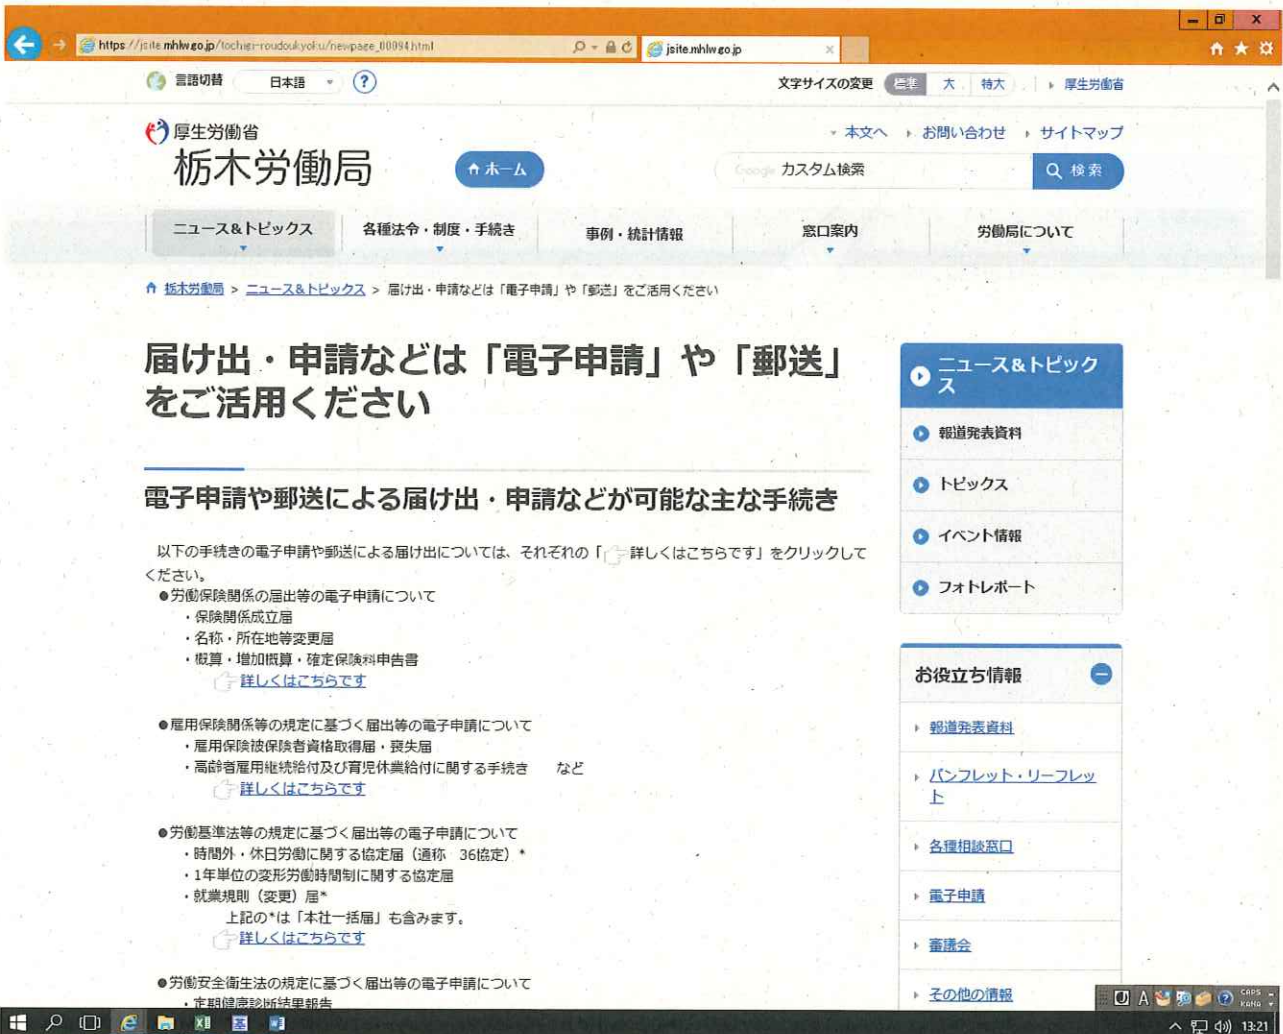 https://jsite.mhlw.go.jp/tochigi-roudoukyoku/newpage_00094.html
jsite.mhlw.go.jp
言語切替
日本語
?
文字サイズの変更
標準
大
特大
厚生労働省
厚生労働省
栃木労働局
ホーム
本文へ
お問い合わせ
サイトマップ
Google カスタム検索
検索
ニュース&トピックス
各種法令・制度・手続き
事例・統計情報
窓口案内
労働局について
栃木労働局 > ニュース&トピックス > 届け出・申請などは「電子申請」や「郵送」をご活用ください
届け出・申請などは「電子申請」や「郵送」
をご活用ください
電子申請や郵送による届け出・申請などが可能な主な手続き
以下の手続きの電子申請や郵送による届け出については、それぞれの「☞詳しくはこちらです」をクリックして
ください。
●労働保険関係の届出等の電子申請について
・保険関係成立届
・名称・所在地等変更届
・概算・増加概算・確定保険料申告書
☞詳しくはこちらです
●雇用保険関係等の規定に基づく届出等の電子申請について
・雇用保険被保険者資格取得届・喪失届
・高齢者雇用継続給付及び育児休業給付に関する手続き など
☞詳しくはこちらです
●労働基準法等の規定に基づく届出等の電子申請について
・時間外・休日労働に関する協定届（通称 36協定）*
・1年単位の変形労働時間制に関する協定届
・就業規則（変更）届*
上記の*は「本社一括届」も含みます。
☞詳しくはこちらです
●労働安全衛生法の規定に基づく届出等の電子申請について
・定期健康診断結果報告
ニュース&トピック
ス
報道発表資料
トピックス
イベント情報
フォトレポート
お役立ち情報
報道発表資料
パンフレット・リーフレッ
ト
各種相談窓口
電子申請
審議会
その他の情報
A
CAPS
KANA
13:21